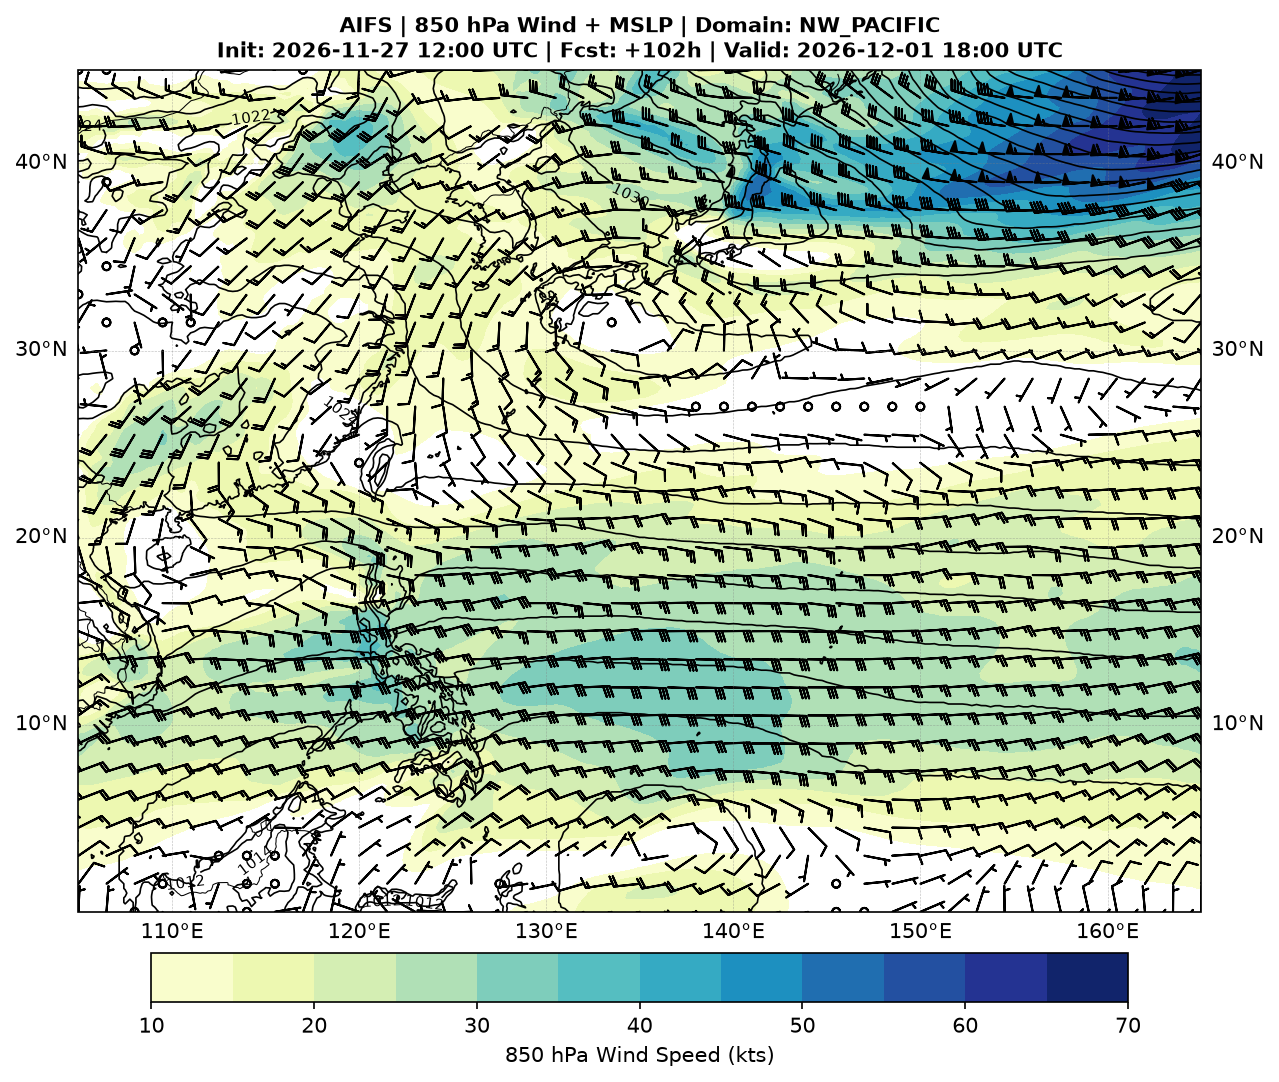 AIFS | 850 hPa Wind + MSLP | Domain: NW_PACIFIC
Init: 2026-11-27 12:00 UTC | Fcst: +102h | Valid: 2026-12-01 18:00 UTC
1022
1030
40°N 40°N
30°N 30°N
20°N 20°N
10°N 10°N
1012
110°E 120°E 130°E 140°E 150°E 160°E
10 20 30 40 50 60 70
850 hPa Wind Speed (kts)